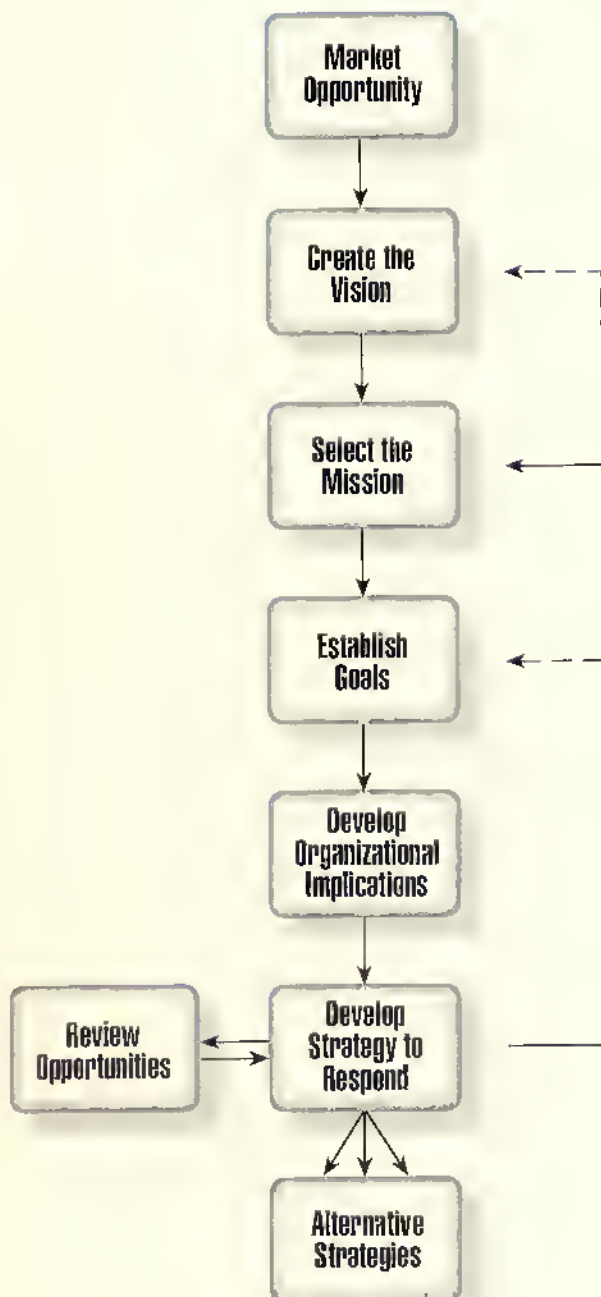 Market
Opportunity
Create the
Vision
Select the
Mission
Establish
Goals
Develop
Organizational
Implications
Review
Opportunities
Develop
Strategy to
Respond
Alternative
Strategies